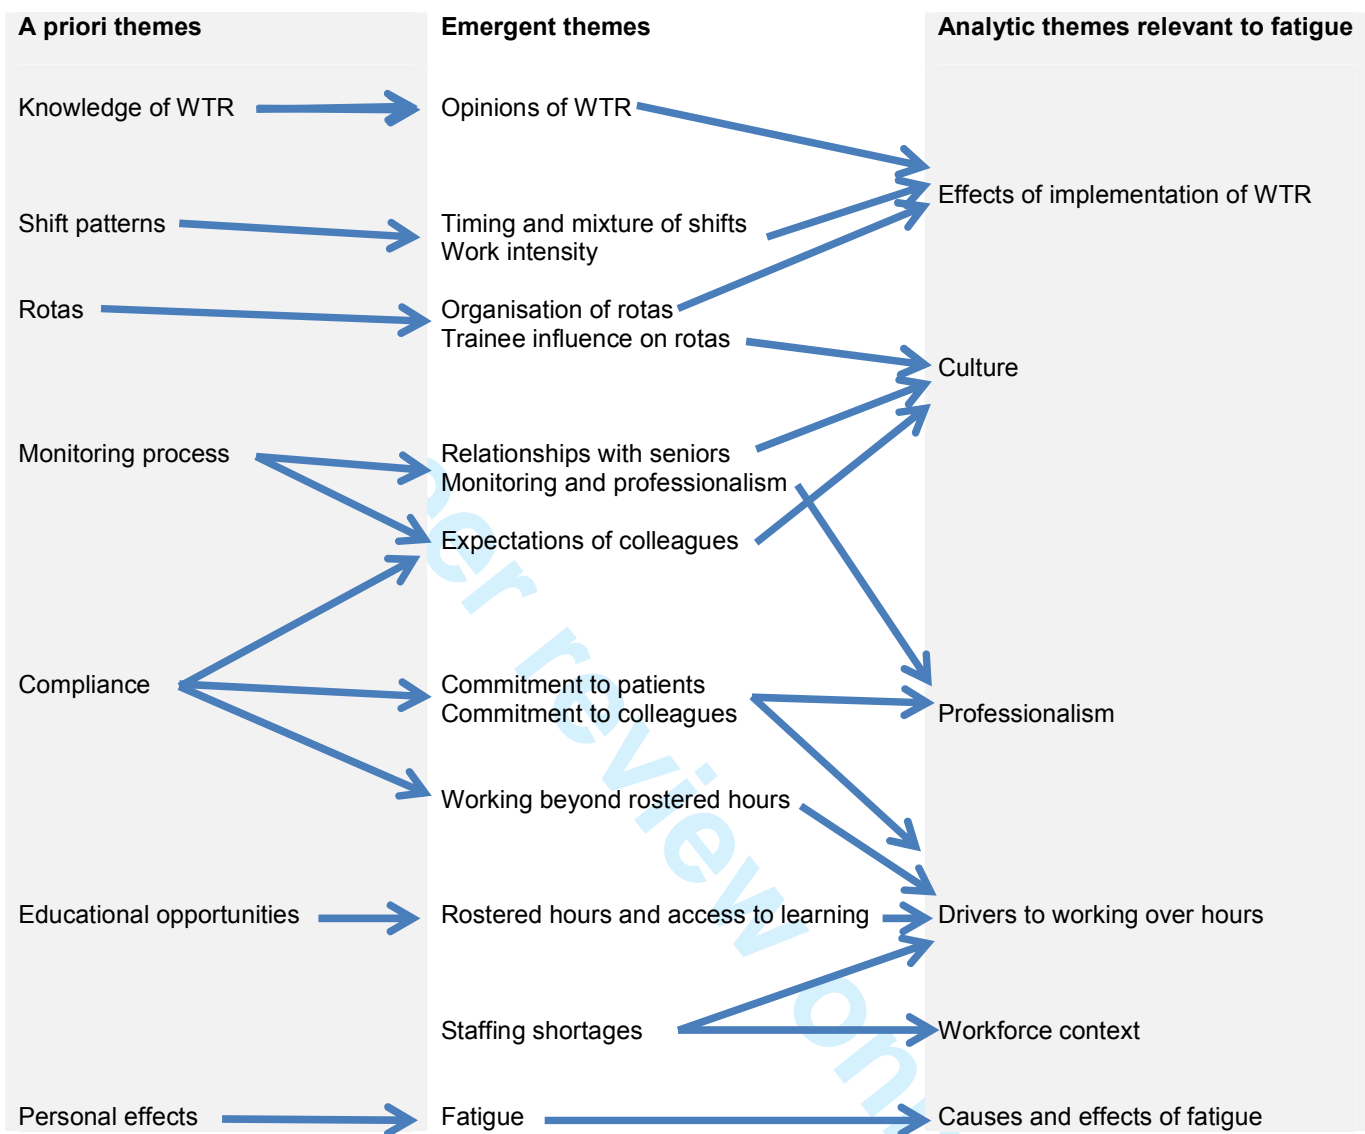 A priori themes
Emergent themes
Analytic themes relevant to fatigue
Knowledge of WTR
Opinions of WTR
Effects of implementation of WTR
Shift patterns
Timing and mixture of shifts
Work intensity
Rotas
Organisation of rotas
Trainee influence on rotas
Culture
Monitoring process
Relationships with seniors
Monitoring and professionalism
Expectations of colleagues
Compliance
Commitment to patients
Commitment to colleagues
Professionalism
Working beyond rostered hours
Educational opportunities
Rostered hours and access to learning
Drivers to working over hours
Staffing shortages
Workforce context
Personal effects
Fatigue
Causes and effects of fatigue
review